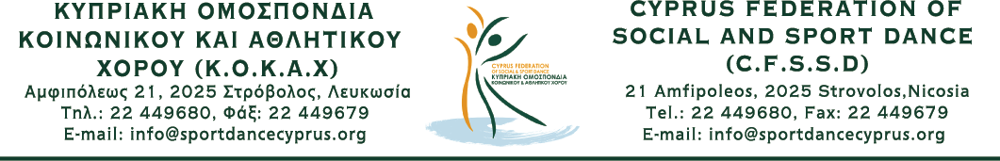 ΚΥΠΡΙΑΚΗ ΟΜΟΣΠΟΝΔΙΑ
ΚΟΙΝΩΝΙΚΟΥ ΚΑΙ ΑΘΛΗΤΙΚΟΥ
ΧΟΡΟΥ (Κ.Ο.Κ.Α.Χ)
Αμφιπόλεως 21, 2025 Στρόβολος, Λευκωσία
Τηλ.: 22 449680, Φάξ: 22 449679
E-mail: info@sportdancecyprus.org
CYPRUS FEDERATION
OF SOCIAL & SPORT DANCE
ΚΥΠΡΙΑΚΗ ΟΜΟΣΠΟΝΔΙΑ
ΚΟΙΝΩΝΙΚΟΥ & ΑΘΛΗΤΙΚΟΥ ΧΟΡΟΥ
CYPRUS FEDERATION OF
SOCIAL AND SPORT DANCE
(C.F.S.S.D)
21 Amfipoleos, 2025 Strovolos,Nicosia
Tel.: 22 449680, Fax: 22 449679
E-mail: info@sportdancecyprus.org